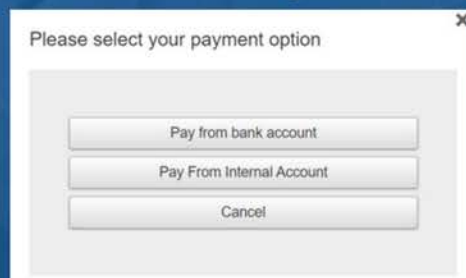 Please select your payment option
Pay from bank account
Pay From Internal Account
Cancel